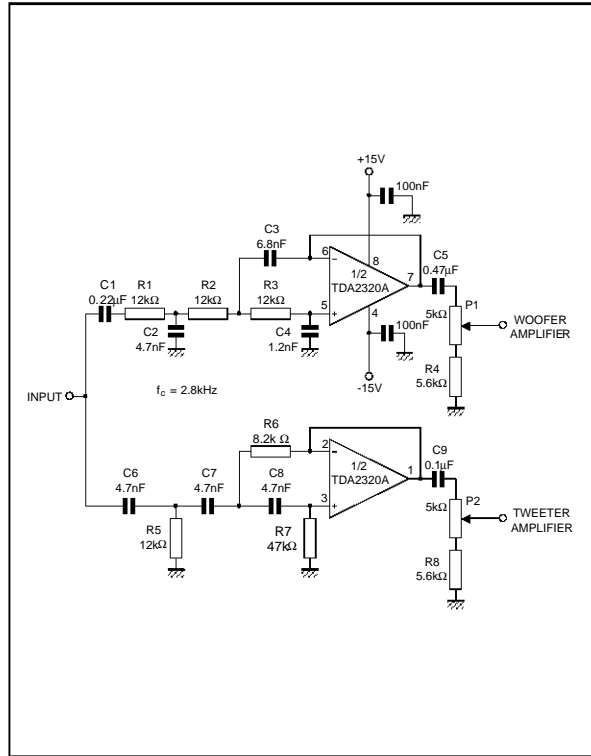 +15V
100nF
C3
6.8nF
C5
0.47µF
6
8
1/2
TDA2320A
7
C1
0.22µF
R1
12kΩ
R2
12kΩ
R3
12kΩ
5
4
P1
5kΩ
WOOFER
AMPLIFIER
C2
4.7nF
C4
1.2nF
100nF
R4
5.6kΩ
-15V
INPUT
fc = 2.8kHz
R6
8.2k Ω
C9
0.1µF
2
1/2
TDA2320A
1
C6
4.7nF
C7
4.7nF
C8
4.7nF
3
P2
5kΩ
TWEETER
AMPLIFIER
R5
12kΩ
R7
47kΩ
R8
5.6kΩ